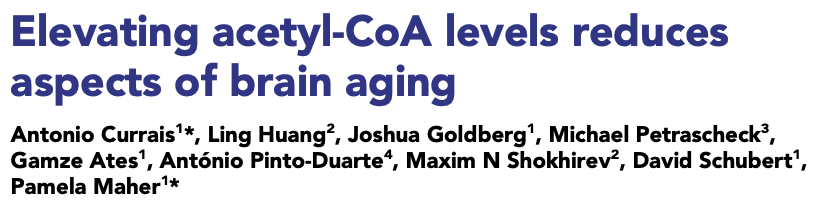 Elevating acetyl-CoA levels reduces
aspects of brain aging
Antonio Currais¹*, Ling Huang², Joshua Goldberg¹, Michael Petrascheck³,
Gamze Ates¹, António Pinto-Duarte⁴, Maxim N Shokhirev², David Schubert¹,
Pamela Maher¹*